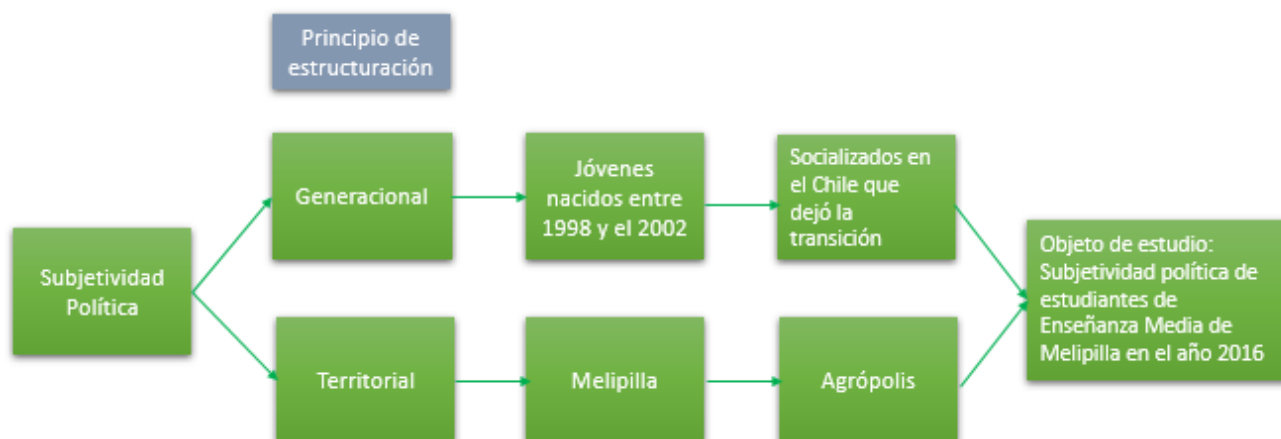 Principio de
estructuración
Generacional
Jóvenes
nacidos entre
1998 y el 2002
Socializados en
el Chile que
dejó la
transición
Subjetividad
Política
Objeto de estudio:
Subjetividad política de
estudiantes de
Enseñanza Media de
Melipilla en el año 2016
Territorial
Melipilla
Agrópolis